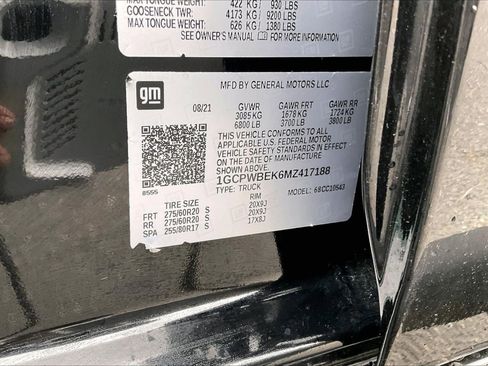 MAX TONGUE WEIGHT: 422 KG / 930 LBS
GOOSENECK TWR: 4173 KG / 9200 LBS
MAX TONGUE WEIGHT: 626 KG / 1380 LBS
SEE OWNER'S MANUAL FOR MORE INFORMATION
gm
MFD BY GENERAL MOTORS LLC
08/21 GVWR GAWR FRT GAWR RR
3085 KG 1678 KG 1724 KG
6800 LB 3700 LB 3800 LB
THIS VEHICLE CONFORMS TO ALL
APPLICABLE U.S. FEDERAL MOTOR
VEHICLE SAFETY STANDARDS IN EFFECT
ON THE DATE OF MANUFACTURE
SHOWN ABOVE.
1GCPWBEK6MZ417188
8555 TYPE: TRUCK MODEL: 68CC10543
TIRE SIZE RIM
FRT 275/60R20 S 20X9J
RR 275/60R20 S 20X9J
SPA 255/80R17 S 17X8J